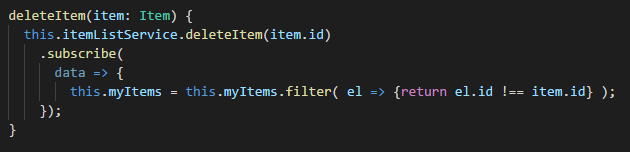 deleteItem(item: Item) {
  this.itemListService.deleteItem(item.id)
    .subscribe(
      data => {
        this.myItems = this.myItems.filter( el => {return el.id !== item.id} );
    });
}